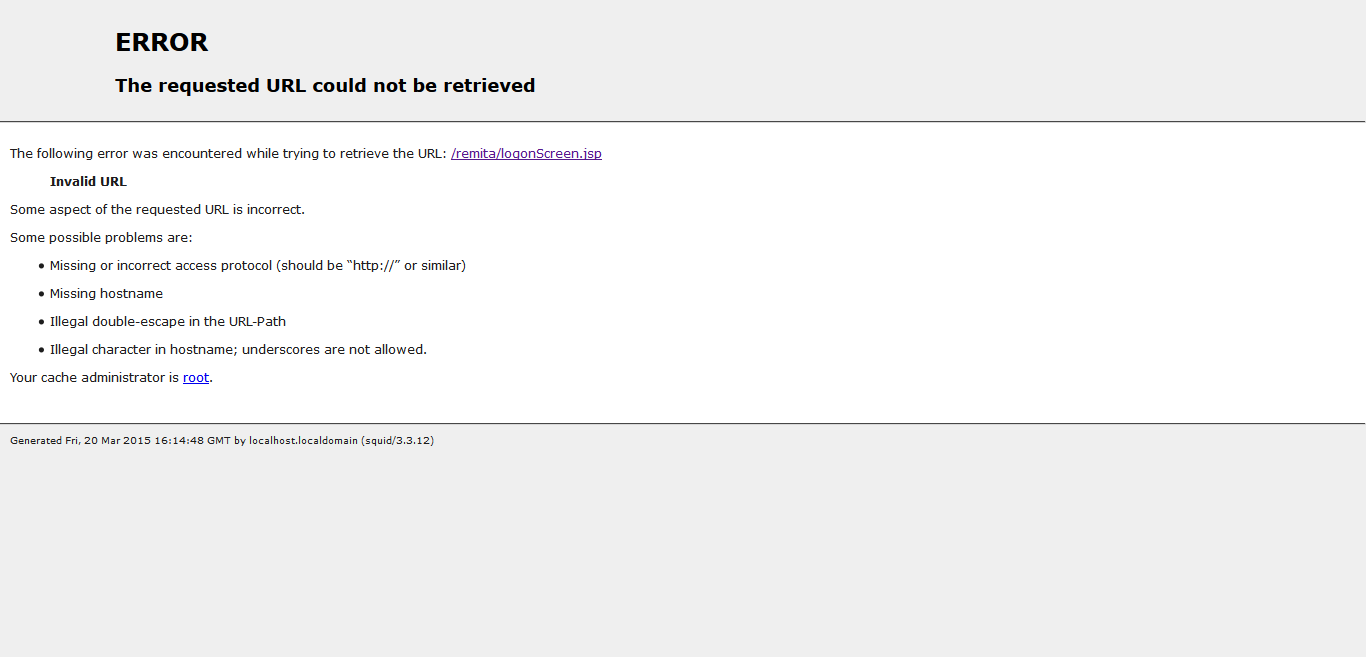 ERROR
The requested URL could not be retrieved
The following error was encountered while trying to retrieve the URL: /remita/logonScreen.jsp
Invalid URL
Some aspect of the requested URL is incorrect.
Some possible problems are:
• Missing or incorrect access protocol (should be “http://” or similar)
• Missing hostname
• Illegal double-escape in the URL-Path
• Illegal character in hostname; underscores are not allowed.
Your cache administrator is root.
Generated Fri, 20 Mar 2015 16:14:48 GMT by localhost.localdomain (squid/3.3.12)